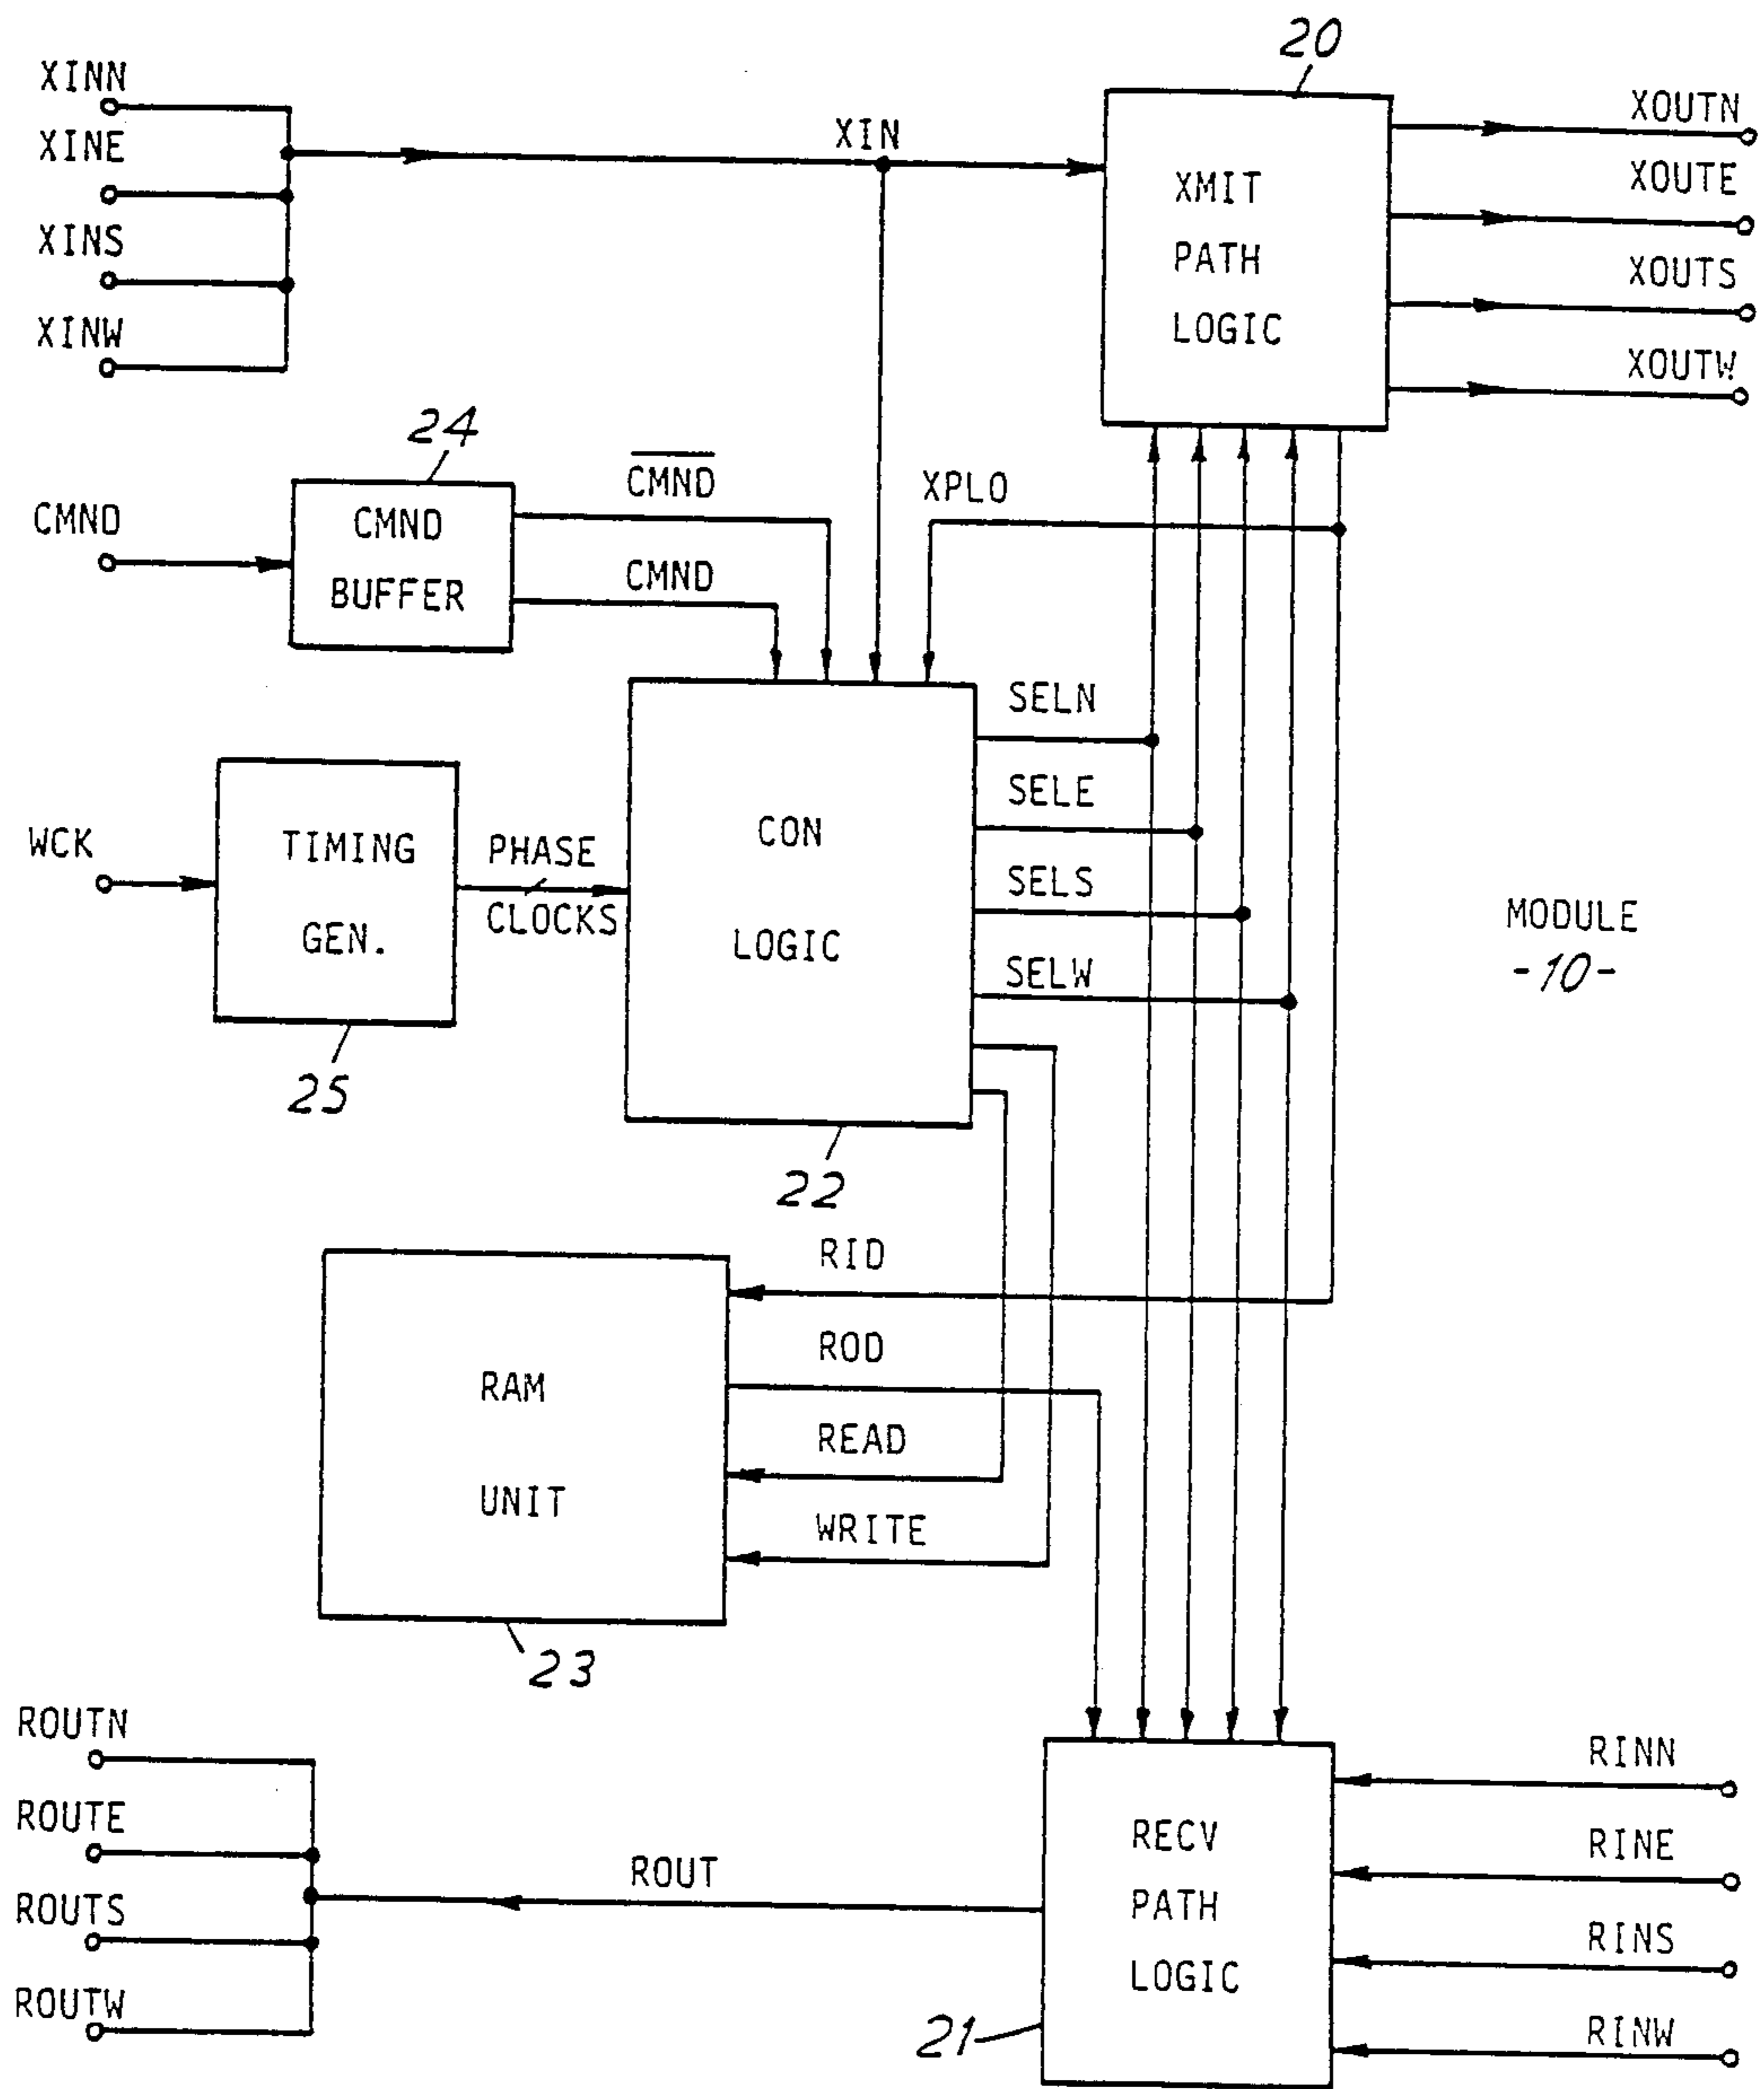 20
XINN
XINE
XINS
XINW
XIN
XMIT
PATH
LOGIC
XOUTN
XOUTE
XOUTS
XOUTW
24
CMND
CMND
BUFFER
CMND
CMND
XPLO
WCK
TIMING
GEN.
25
PHASE
CLOCKS
CON
LOGIC
22
SELN
SELE
SELS
SELW
MODULE
-10-
RAM
UNIT
23
RID
ROD
READ
WRITE
ROUTN
ROUTE
ROUTS
ROUTW
ROUT
RECV
PATH
LOGIC
21
RINN
RINE
RINS
RINW